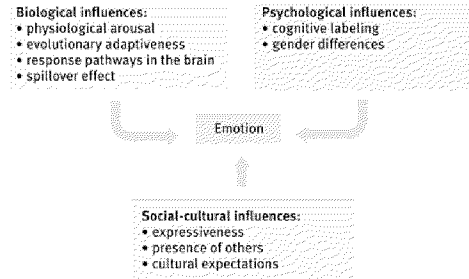 Biological influences:
• physiological arousal
• evolutionary adaptiveness
• response pathways in the brain
• spillover effect
Psychological influences:
• cognitive labeling
• gender differences
Emotion
Social-cultural influences:
• expressiveness
• presence of others
• cultural expectations